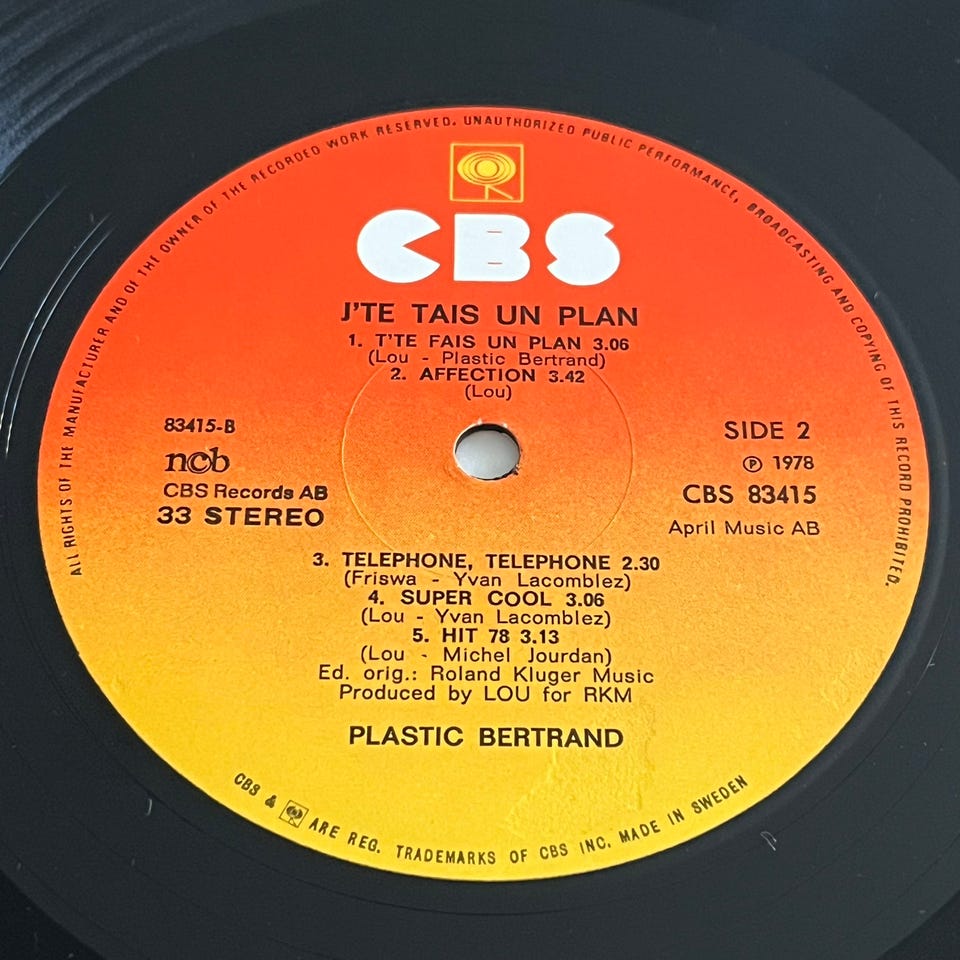 ALL RIGHTS OF THE MANUFACTURER AND OF THE OWNER OF THE RECORDED WORK RESERVED. UNAUTHORIZED PUBLIC PERFORMANCE, BROADCASTING AND COPYING OF THIS RECORD PROHIBITED.
CBS
J'TE TAIS UN PLAN
1. T'TE FAIS UN PLAN 3.06
(Lou - Plastic Bertrand)
2. AFFECTION 3.42
(Lou)
83415-B
ncb
CBS Records AB
33 STEREO
SIDE 2
℗ 1978
CBS 83415
April Music AB
3. TELEPHONE, TELEPHONE 2.30
(Friswa - Yvan Lacomblez)
4. SUPER COOL 3.06
(Lou - Yvan Lacomblez)
5. HIT 78 3.13
(Lou - Michel Jourdan)
Ed. orig.: Roland Kluger Music
Produced by LOU for RKM
PLASTIC BERTRAND
CBS & ARE REG. TRADEMARKS OF CBS INC. MADE IN SWEDEN